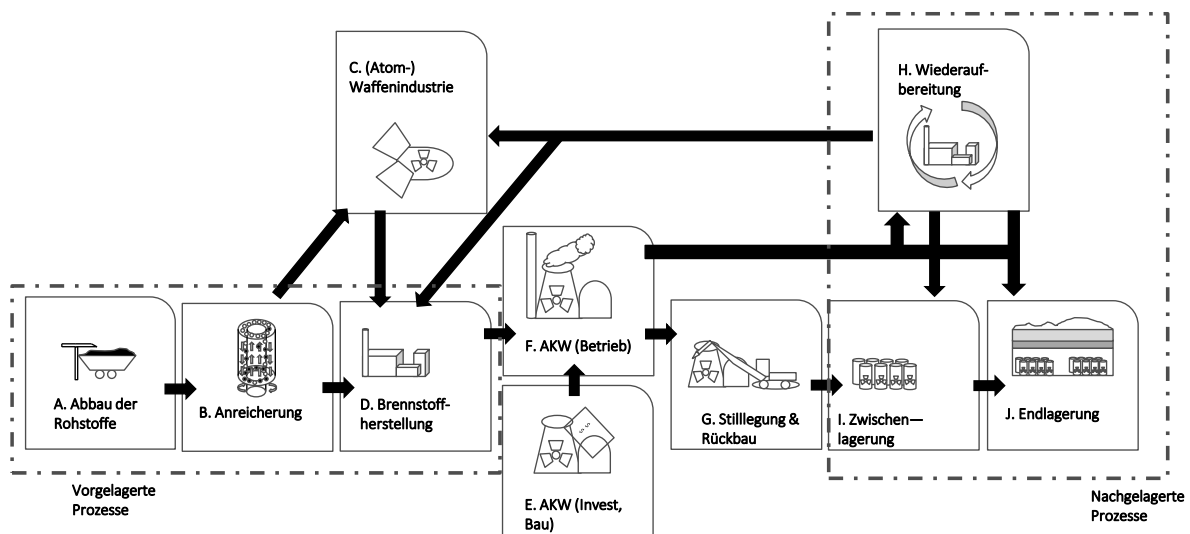 C. (Atom-)
Waffenindustrie
H. Wiederauf-
bereitung
A. Abbau der
Rohstoffe
B. Anreicherung
D. Brennstoff-
herstellung
F. AKW (Betrieb)
E. AKW (Invest,
Bau)
G. Stilllegung &
Rückbau
I. Zwischen—
lagerung
J. Endlagerung
Vorgelagerte
Prozesse
Nachgelagerte
Prozesse